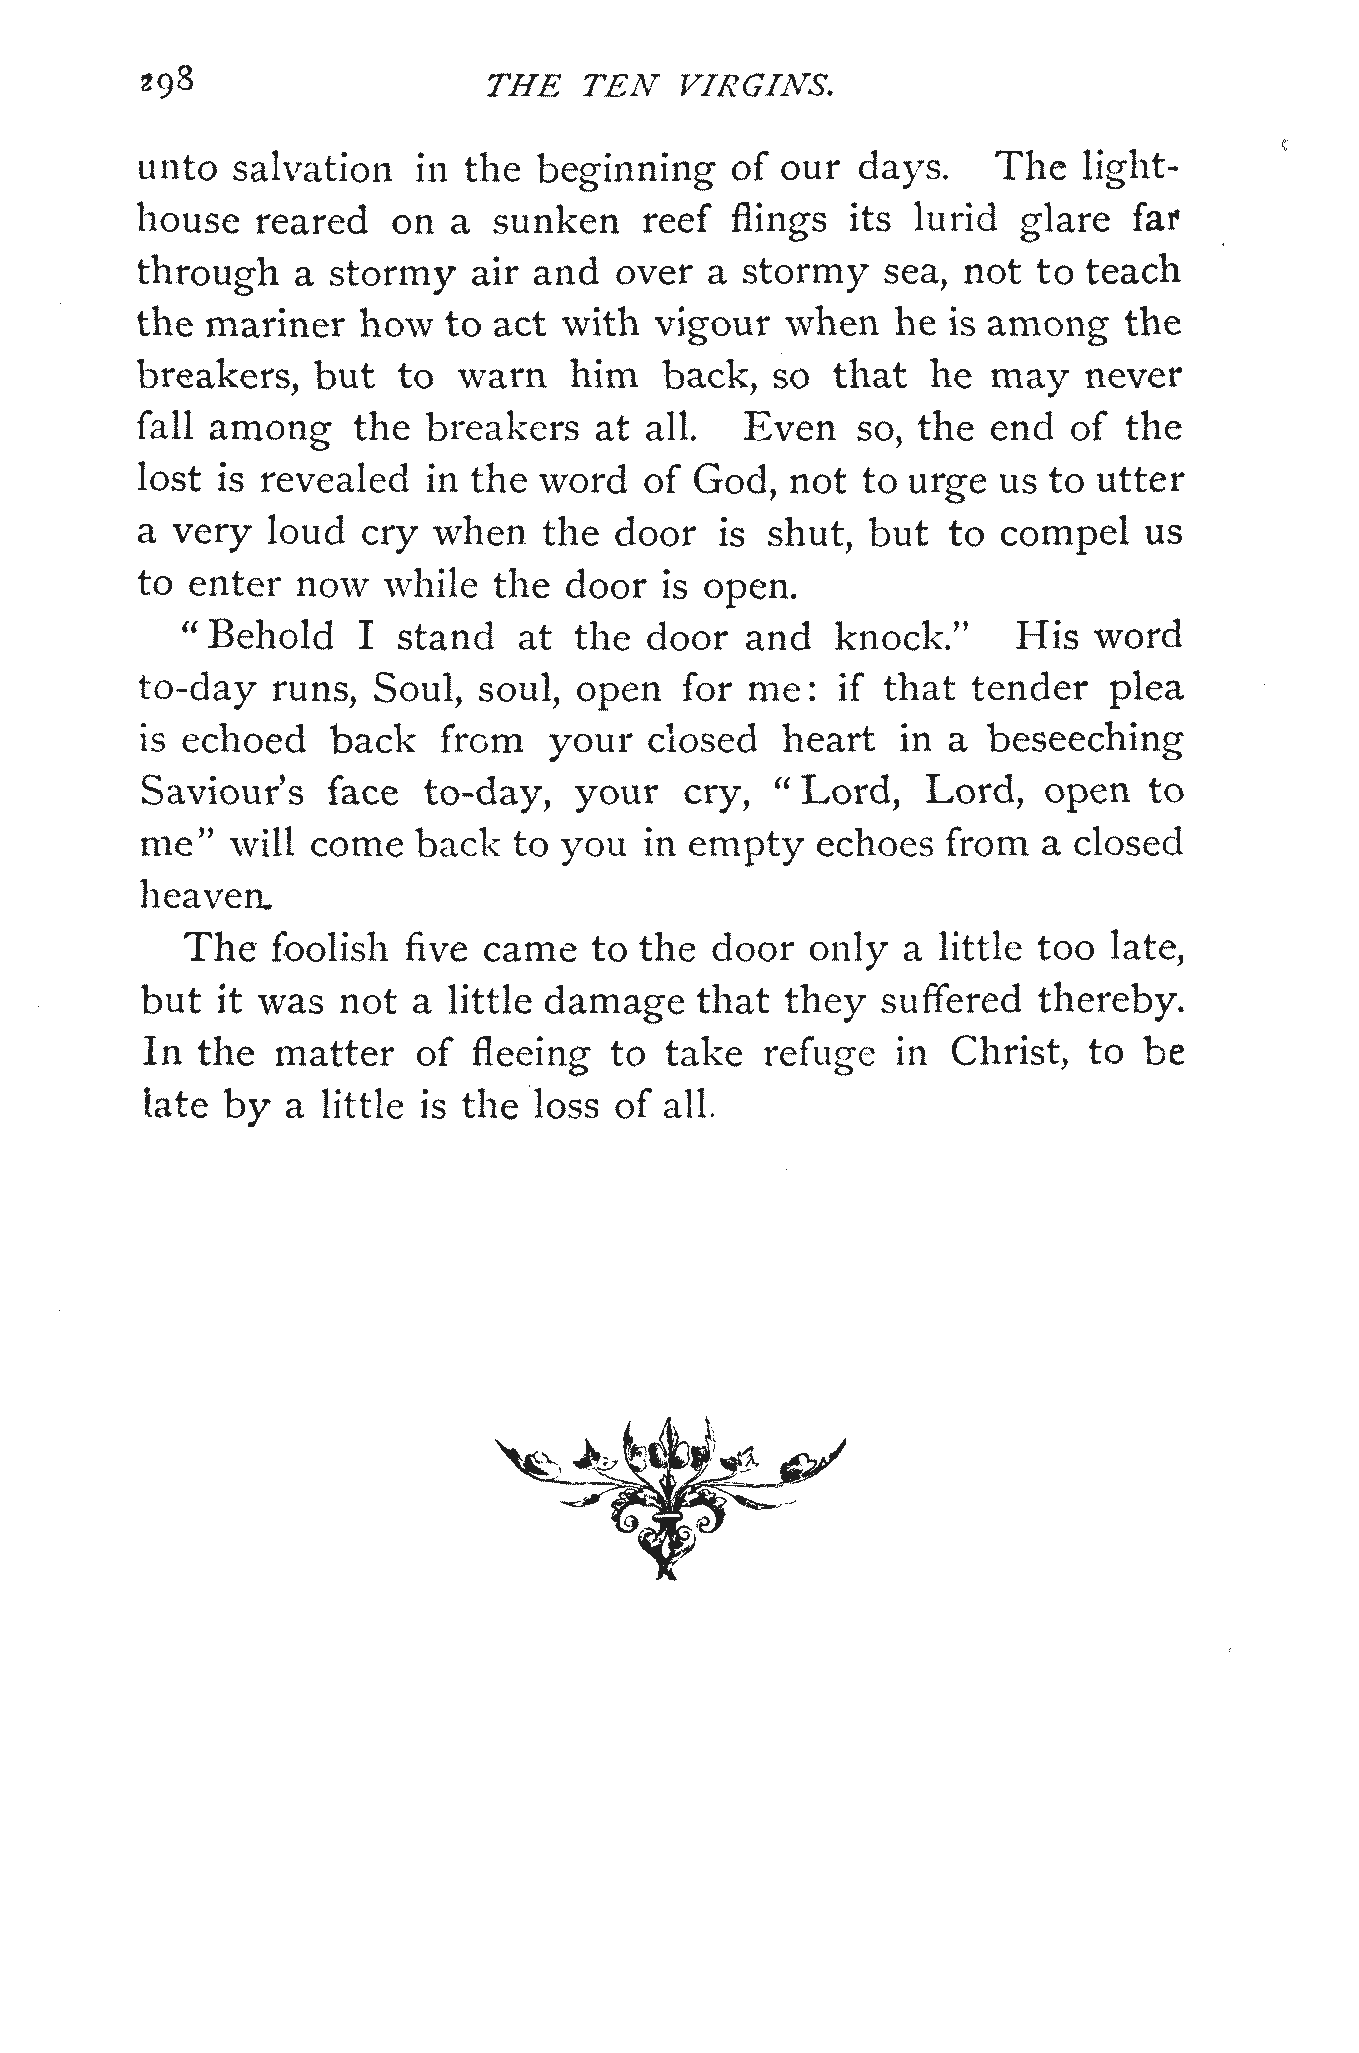 298 THE TEN VIRGINS.
unto salvation in the beginning of our days. The light-
house reared on a sunken reef flings its lurid glare far
through a stormy air and over a stormy sea, not to teach
the mariner how to act with vigour when he is among the
breakers, but to warn him back, so that he may never
fall among the breakers at all. Even so, the end of the
lost is revealed in the word of God, not to urge us to utter
a very loud cry when the door is shut, but to compel us
to enter now while the door is open.
“Behold I stand at the door and knock.” His word
to-day runs, Soul, soul, open for me: if that tender plea
is echoed back from your closed heart in a beseeching
Saviour’s face to-day, your cry, “Lord, Lord, open to
me” will come back to you in empty echoes from a closed
heaven.
The foolish five came to the door only a little too late,
but it was not a little damage that they suffered thereby.
In the matter of fleeing to take refuge in Christ, to be
late by a little is the loss of all.